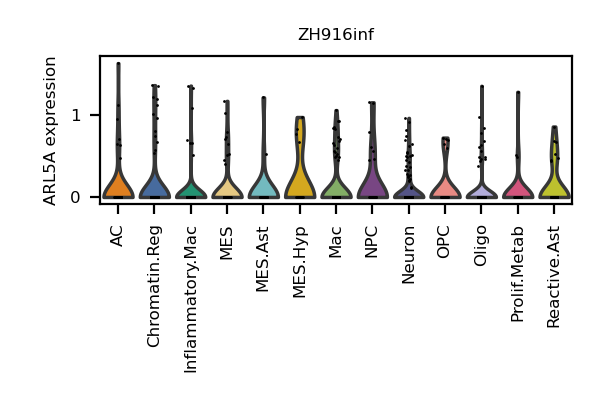 ZH916inf
ARL5A expression
1
0
AC
Chromatin.Reg
Inflammatory.Mac
MES
MES.Ast
MES.Hyp
Mac
NPC
Neuron
OPC
Oligo
Prolif.Metab
Reactive.Ast